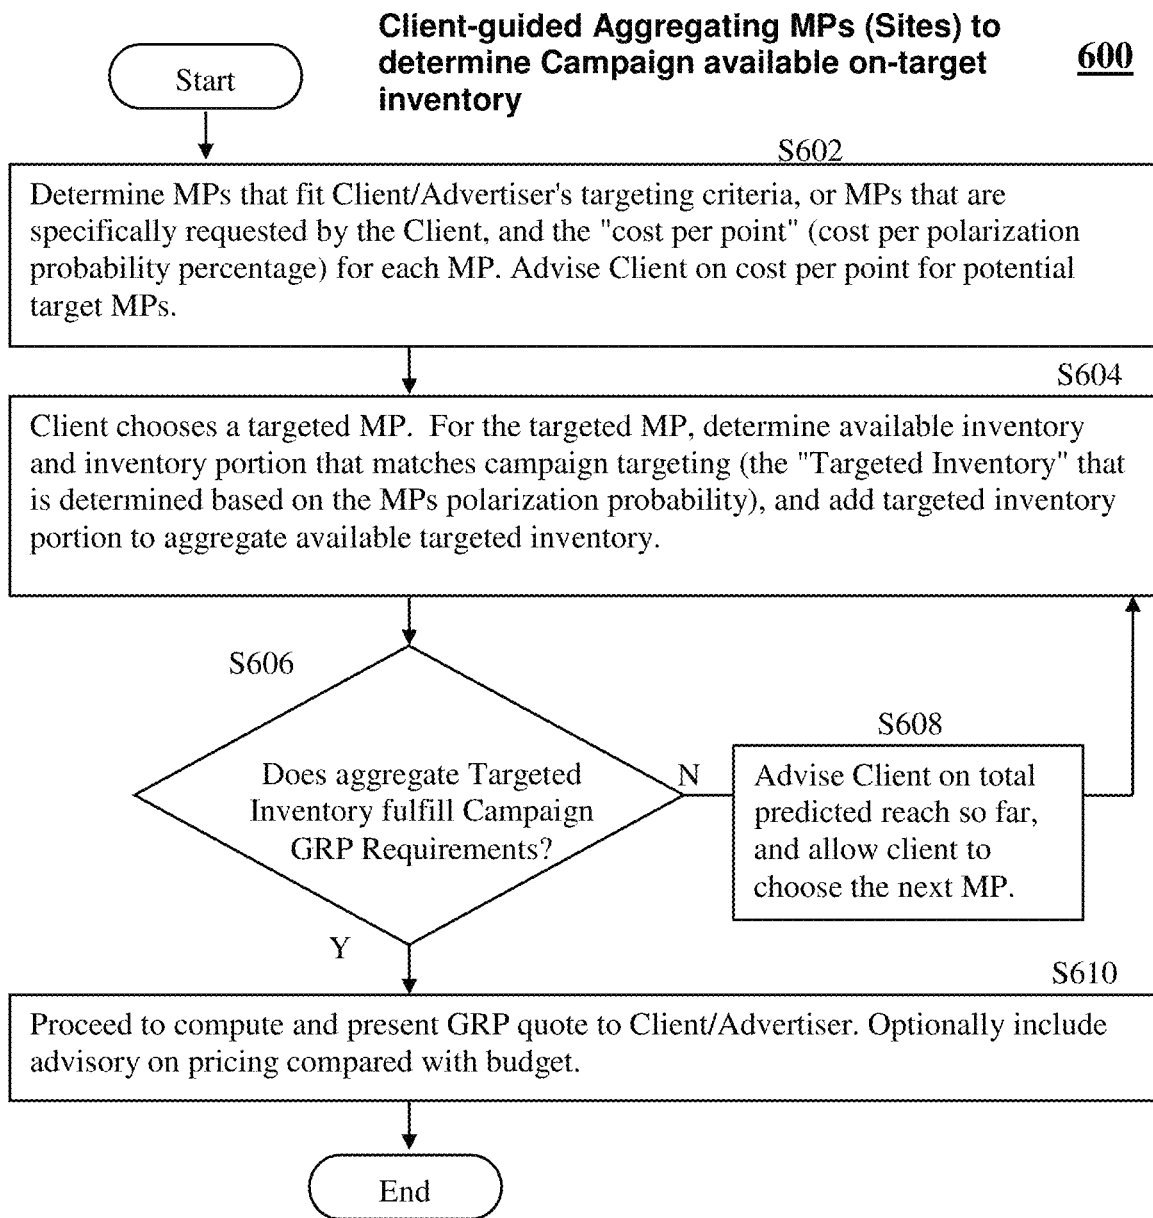 Client-guided Aggregating MPs (Sites) to
determine Campaign available on-target
inventory
600
Start
S602
Determine MPs that fit Client/Advertiser's targeting criteria, or MPs that are
specifically requested by the Client, and the "cost per point" (cost per polarization
probability percentage) for each MP. Advise Client on cost per point for potential
target MPs.
S604
Client chooses a targeted MP.  For the targeted MP, determine available inventory
and inventory portion that matches campaign targeting (the "Targeted Inventory" that
is determined based on the MPs polarization probability), and add targeted inventory
portion to aggregate available targeted inventory.
S606
Does aggregate Targeted
Inventory fulfill Campaign
GRP Requirements?
N
S608
Advise Client on total
predicted reach so far,
and allow client to
choose the next MP.
Y
S610
Proceed to compute and present GRP quote to Client/Advertiser. Optionally include
advisory on pricing compared with budget.
End